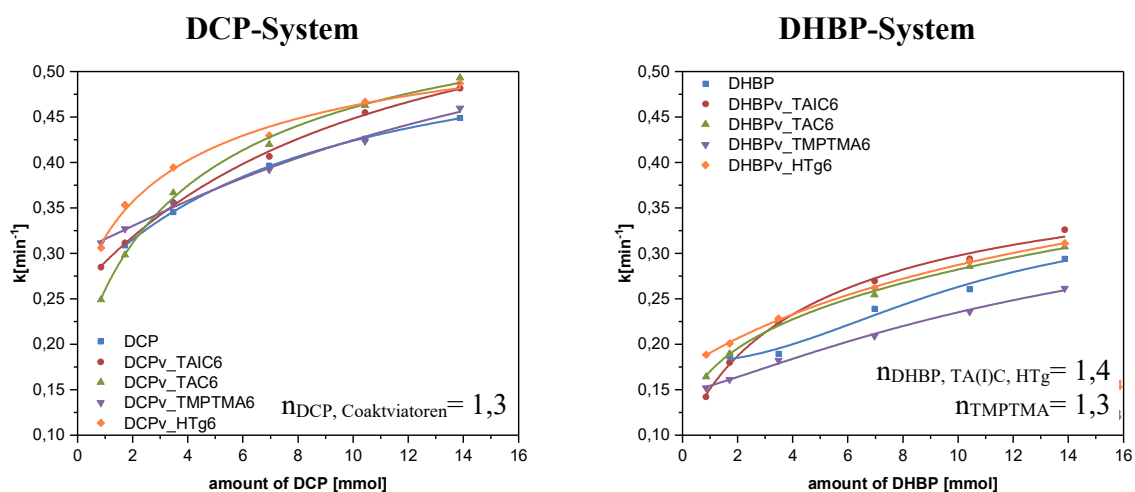 DCP-System
DHBP-System
0,50
0,45
0,40
0,35
0,30
0,25
0,20
0,15
0,10
k[min-1]
DCP
DCPv_TAIC6
DCPv_TAC6
DCPv_TMPTMA6
DCPv_HTg6
nDCP, Coaktviatoren= 1,3
0 2 4 6 8 10 12 14 16
amount of DCP [mmol]
0,50
0,45
0,40
0,35
0,30
0,25
0,20
0,15
0,10
k[min-1]
DHBP
DHBPv_TAIC6
DHBPv_TAC6
DHBPv_TMPTMA6
DHBPv_HTg6
nDHBP, TA(I)C, HTg= 1,4
nTMPTMA= 1,3
0 2 4 6 8 10 12 14 16
amount of DHBP [mmol]